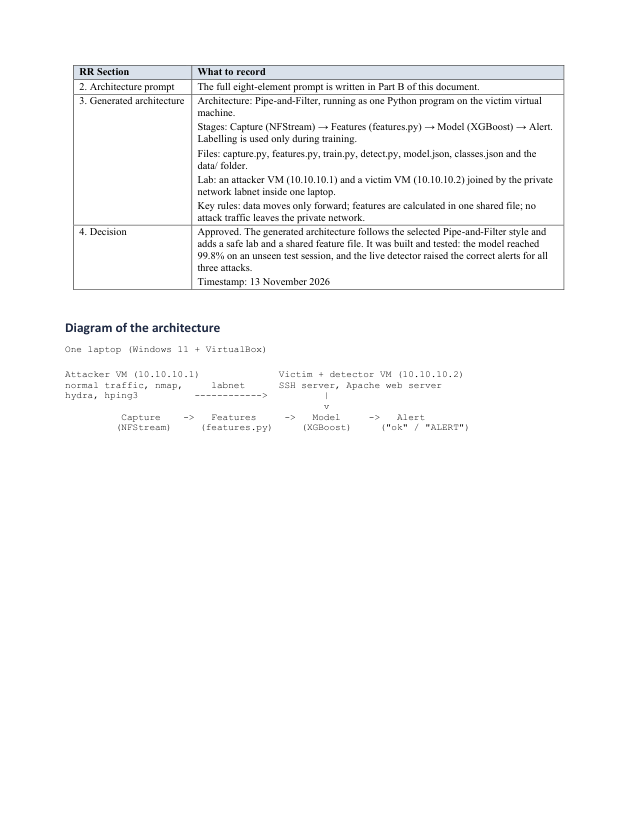 RR Section What to record
2. Architecture prompt The full eight-element prompt is written in Part B of this document.
3. Generated architecture Architecture: Pipe-and-Filter, running as one Python program on the victim virtual
machine.
Stages: Capture (NFStream) → Features (features.py) → Model (XGBoost) → Alert.
Labelling is used only during training.
Files: capture.py, features.py, train.py, detect.py, model.json, classes.json and the
data/ folder.
Lab: an attacker VM (10.10.10.1) and a victim VM (10.10.10.2) joined by the private
network labnet inside one laptop.
Key rules: data moves only forward; features are calculated in one shared file; no
attack traffic leaves the private network.
4. Decision Approved. The generated architecture follows the selected Pipe-and-Filter style and
adds a safe lab and a shared feature file. It was built and tested: the model reached
99.8% on an unseen test session, and the live detector raised the correct alerts for all
three attacks.
Timestamp: 13 November 2026
Diagram of the architecture
One laptop (Windows 11 + VirtualBox)
Attacker VM (10.10.10.1) Victim + detector VM (10.10.10.2)
normal traffic, nmap, labnet SSH server, Apache web server
hydra, hping3 ------------> |
v
Capture -> Features -> Model -> Alert
(NFStream) (features.py) (XGBoost) ("ok" / "ALERT")